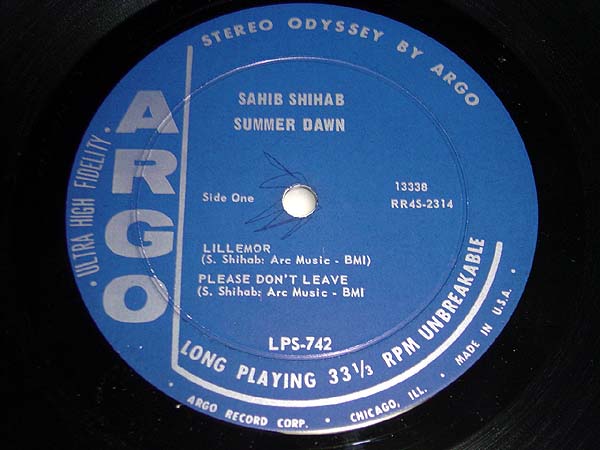 STEREO ODYSSEY BY ARGO
ARGO
• ULTRA HIGH FIDELITY •
SAHIB SHIHAB
SUMMER DAWN
Side One
13338
RR4S-2314
LILLEMOR
(S. Shihab: Arc Music - BMI)
PLEASE DON'T LEAVE
(S. Shihab: Arc Music - BMI
LPS-742
LONG PLAYING 33 1/3 RPM UNBREAKABLE
ARGO RECORD CORP. • CHICAGO, ILL. • MADE IN U.S.A. •